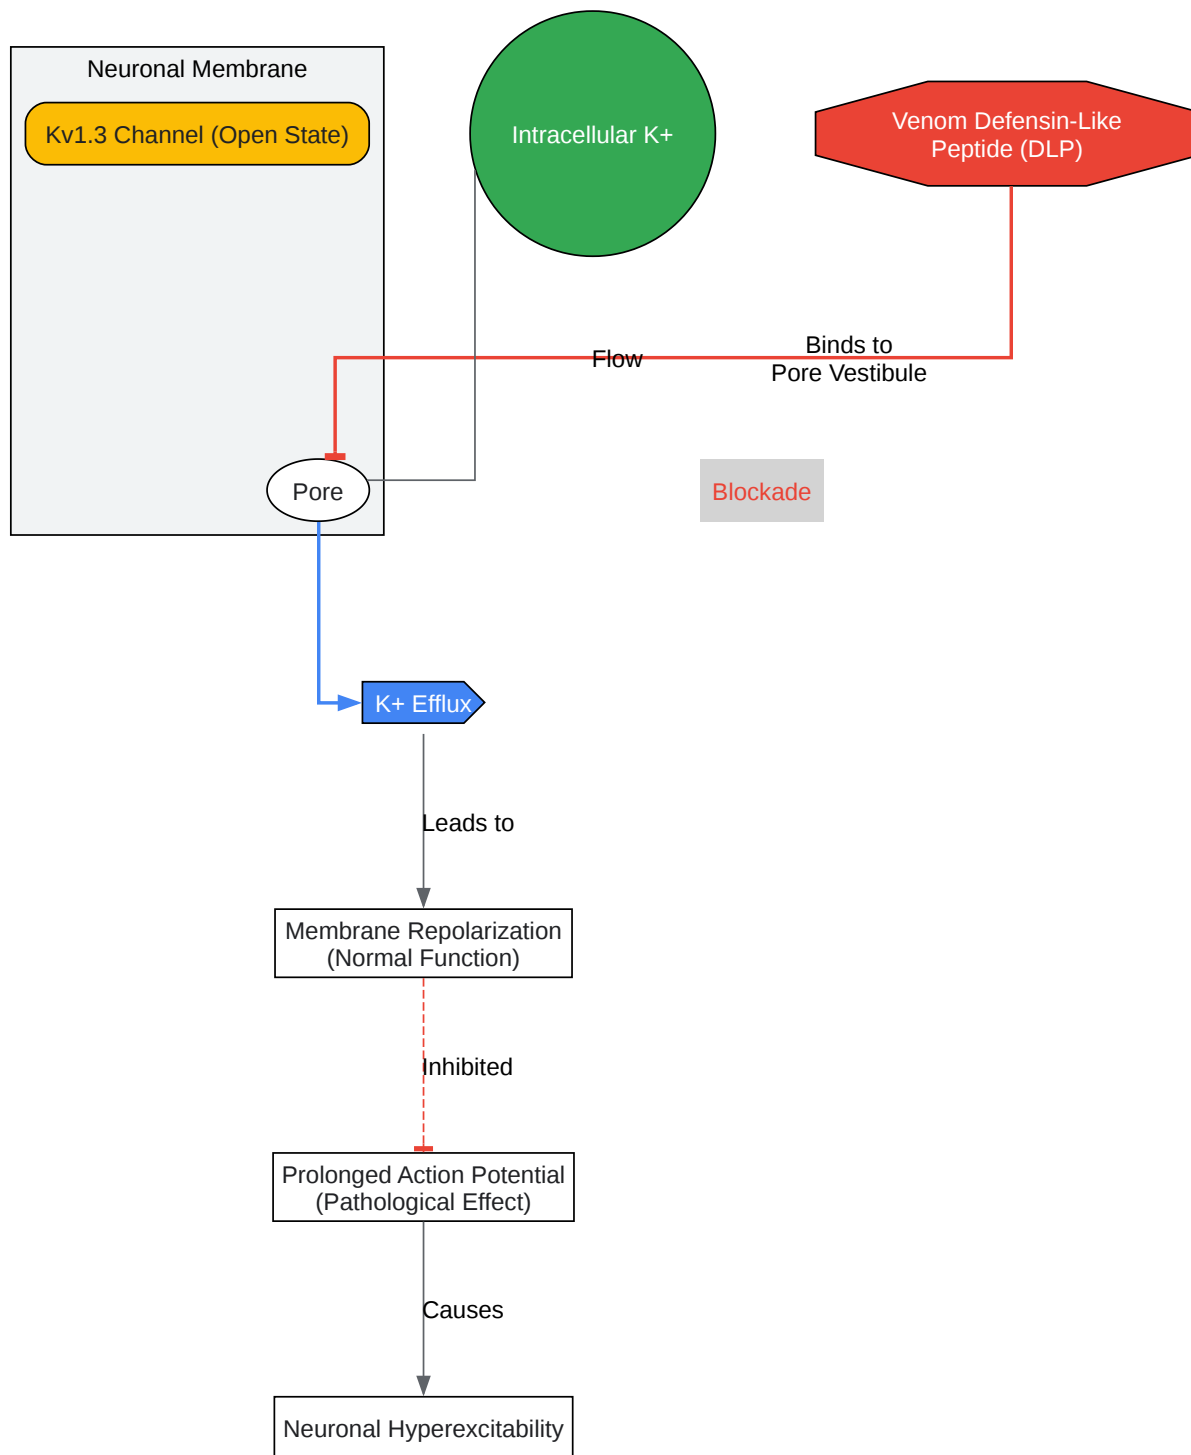 Neuronal Membrane
Kv1.3 Channel (Open State)
Intracellular K+
Venom Defensin-Like
Peptide (DLP)
Flow
Binds to
Pore Vestibule
Pore
Blockade
K+ Efflux
Leads to
Membrane Repolarization
(Normal Function)
Inhibited
Prolonged Action Potential
(Pathological Effect)
Causes
Neuronal Hyperexcitability